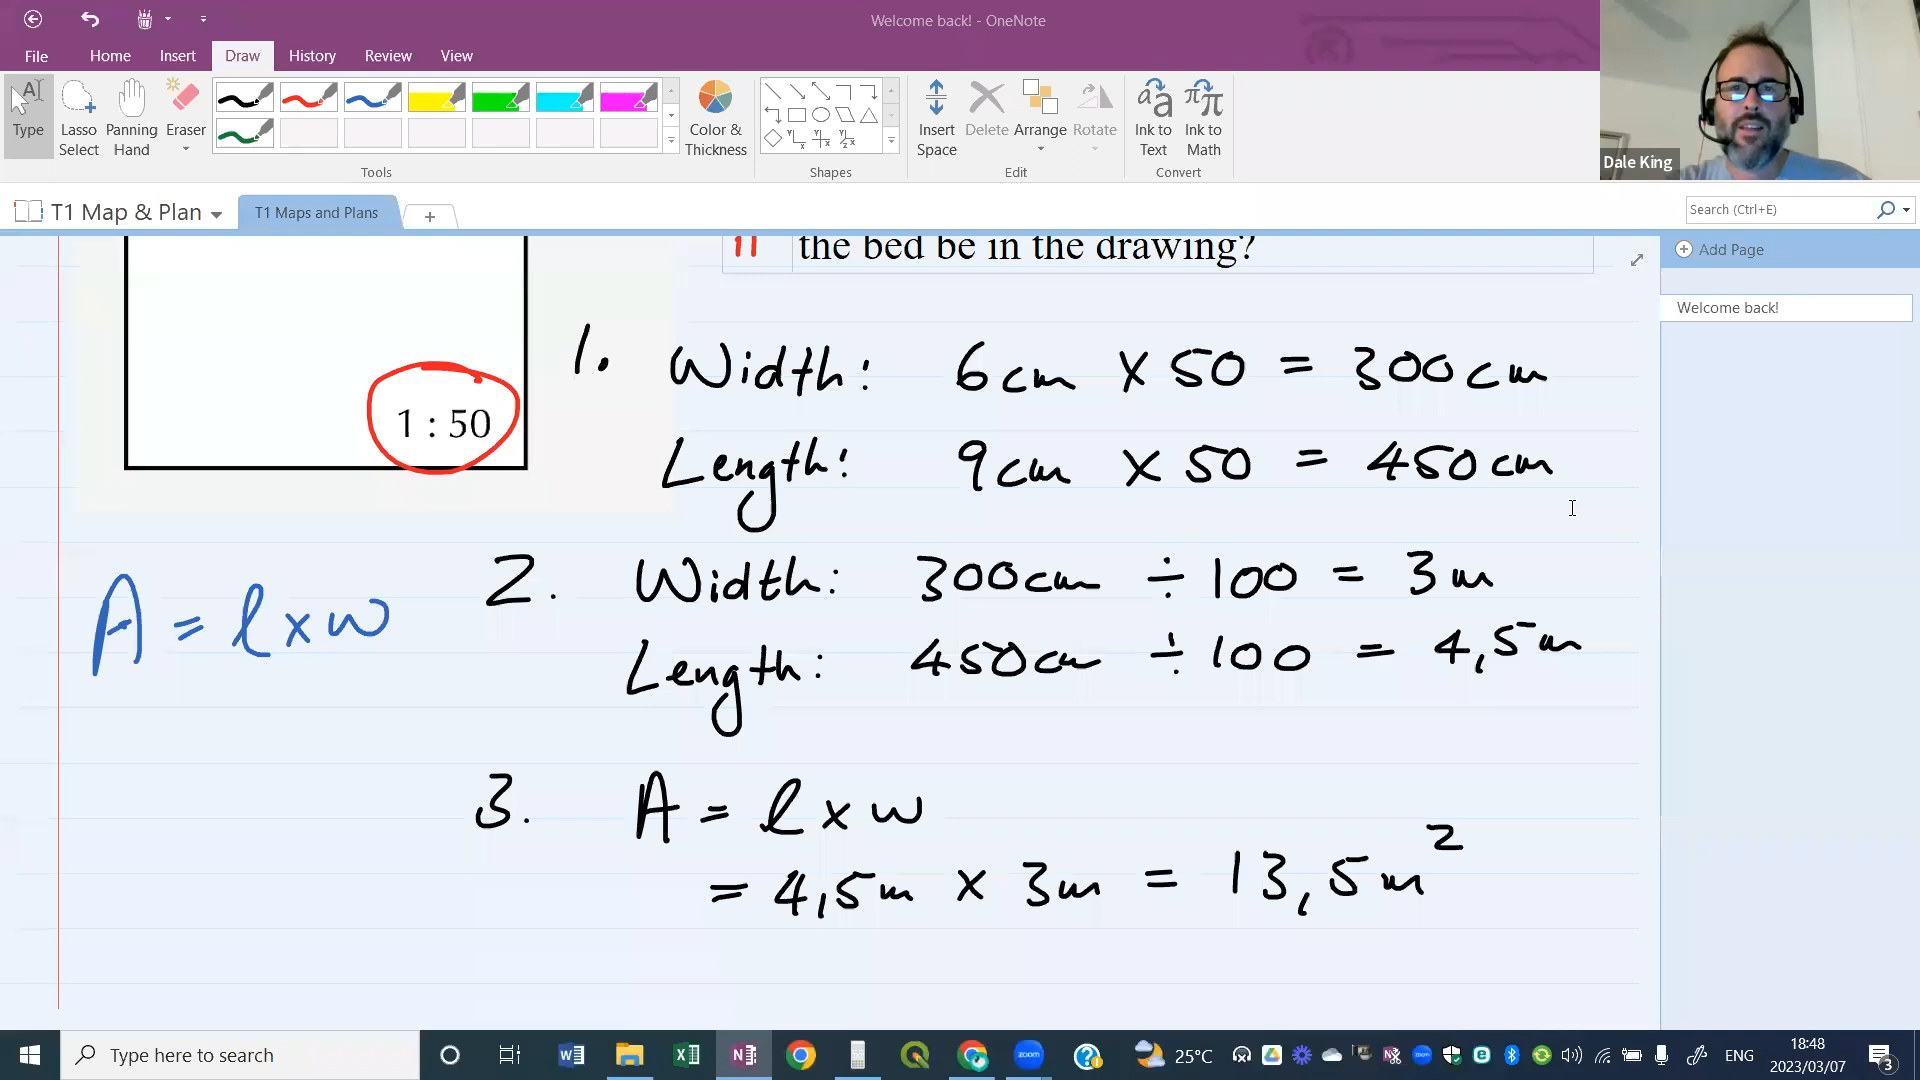 Welcome back! - OneNote
File Home Insert Draw History Review View
Type
Lasso Select
Panning Hand
Eraser
Color & Thickness
Insert Space
Delete
Arrange
Rotate
Ink to Text
Ink to Math
Tools
Shapes
Edit
Convert
Dale King
T1 Map & Plan
T1 Maps and Plans
Search (Ctrl+E)
Add Page
Welcome back!
the bed be in the drawing?
1 : 50
1. Width: 6cm x 50 = 300cm
Length: 9cm x 50 = 450cm
2. Width: 300cm ÷ 100 = 3m
Length: 450cm ÷ 100 = 4,5m
A = l x w
3. A = l x w
= 4,5m x 3m = 13,5m²
Type here to search
zoom
25°C
ENG
18:48
2023/03/07
3